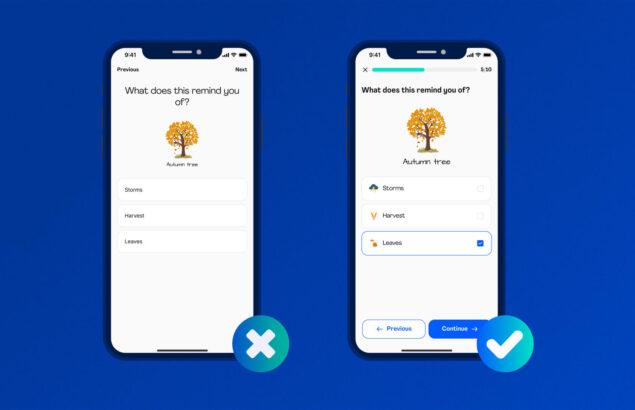 9:41
Previous Next
What does this remind you
of?
Autumn tree
Storms
Harvest
Leaves
9:41
5/10
What does this remind you of?
Autumn tree
Storms
Harvest
Leaves
Previous Continue